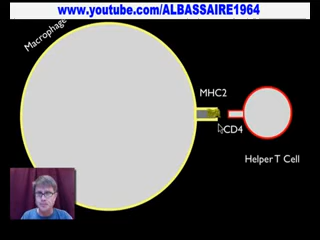 www.youtube.com/ALBASSAIRE1964
Macrophage
MHC2
CD4
Helper T Cell